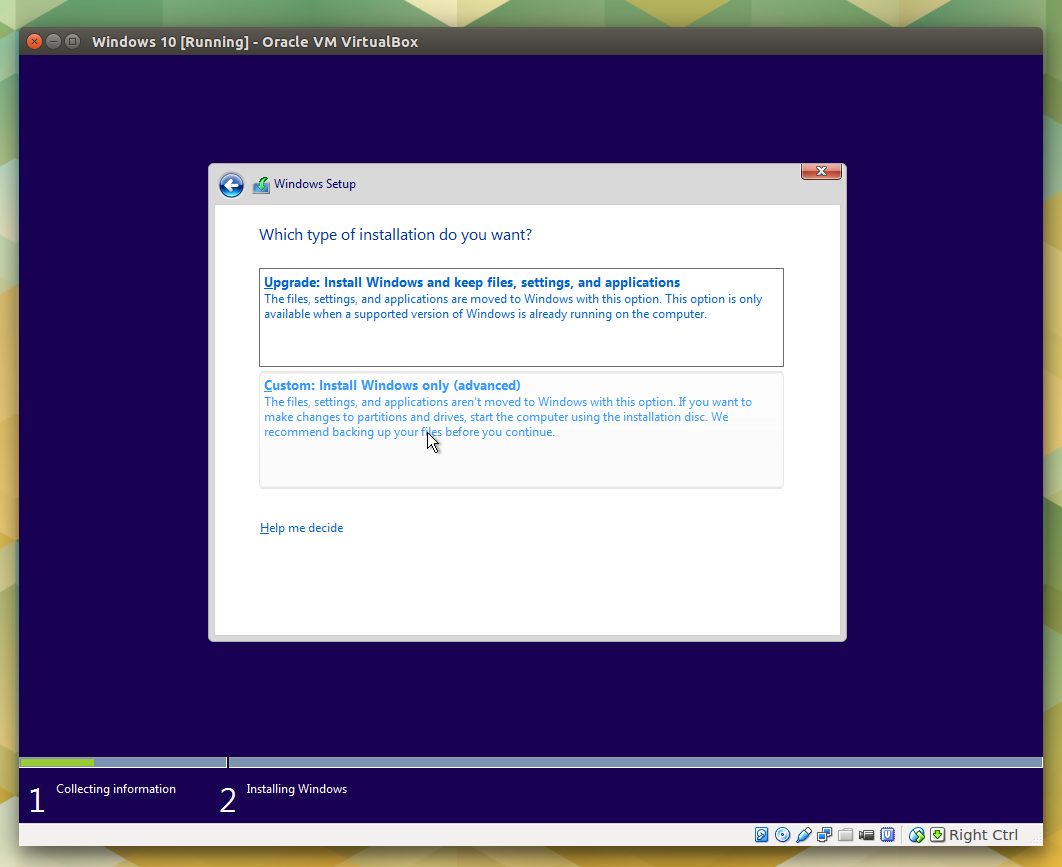 Windows 10 [Running] - Oracle VM VirtualBox
Windows Setup
Which type of installation do you want?
Upgrade: Install Windows and keep files, settings, and applications
The files, settings, and applications are moved to Windows with this option. This option is only
available when a supported version of Windows is already running on the computer.
Custom: Install Windows only (advanced)
The files, settings, and applications aren't moved to Windows with this option. If you want to
make changes to partitions and drives, start the computer using the installation disc. We
recommend backing up your files before you continue.
Help me decide
1 Collecting information 2 Installing Windows
Right Ctrl